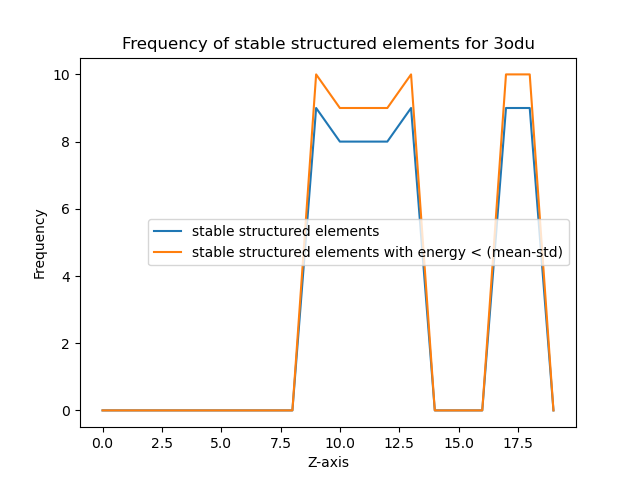 Frequency of stable structured elements for 3odu
10
8
6
4
2
0
Frequency
stable structured elements
stable structured elements with energy < (mean-std)
0.0 2.5 5.0 7.5 10.0 12.5 15.0 17.5
Z-axis